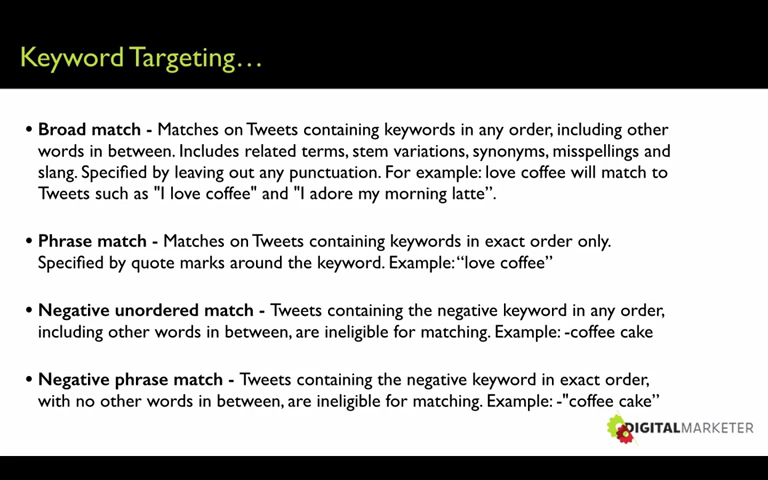 Keyword Targeting…
• Broad match - Matches on Tweets containing keywords in any order, including other
words in between. Includes related terms, stem variations, synonyms, misspellings and
slang. Specified by leaving out any punctuation. For example: love coffee will match to
Tweets such as "I love coffee" and "I adore my morning latte”.
• Phrase match - Matches on Tweets containing keywords in exact order only.
Specified by quote marks around the keyword. Example: “love coffee”
• Negative unordered match - Tweets containing the negative keyword in any order,
including other words in between, are ineligible for matching. Example: -coffee cake
• Negative phrase match - Tweets containing the negative keyword in exact order,
with no other words in between, are ineligible for matching. Example: -"coffee cake”
DIGITALMARKETER